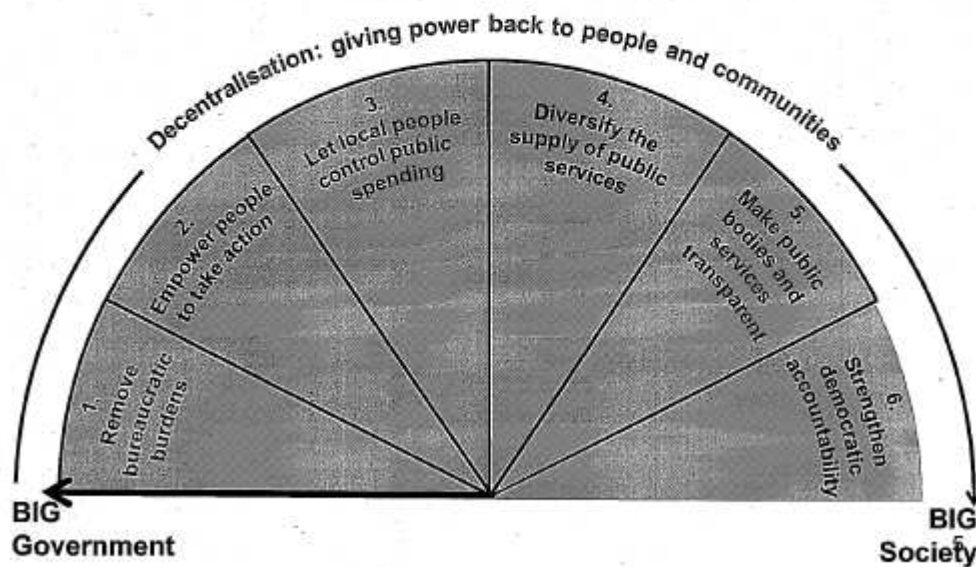 Decentralisation: giving power back to people and communities
1.
Remove
bureaucratic
burdens
2.
Empower people
to take action
3.
Let local people
control public
spending
4.
Diversify the
supply of public
services
5.
Make public
bodies and
services
transparent
6.
Strengthen
democratic
accountability
BIG
Government
BIG
Society
5